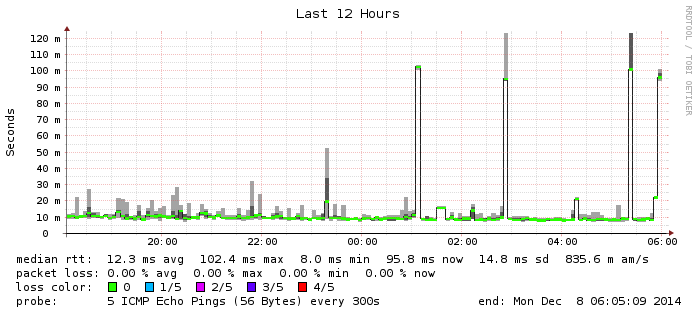 Last 12 Hours
RRDTOOL / TOBI OETIKER
Seconds
120 m
110 m
100 m
90 m
80 m
70 m
60 m
50 m
40 m
30 m
20 m
10 m
0
20:00 22:00 00:00 02:00 04:00 06:00
median rtt: 12.3 ms avg 102.4 ms max 8.0 ms min 95.8 ms now 14.8 ms sd 835.6 m am/s
packet loss: 0.00 % avg 0.00 % max 0.00 % min 0.00 % now
loss color: 0 1/5 2/5 3/5 4/5
probe: 5 ICMP Echo Pings (56 Bytes) every 300s end: Mon Dec 8 06:05:09 2014